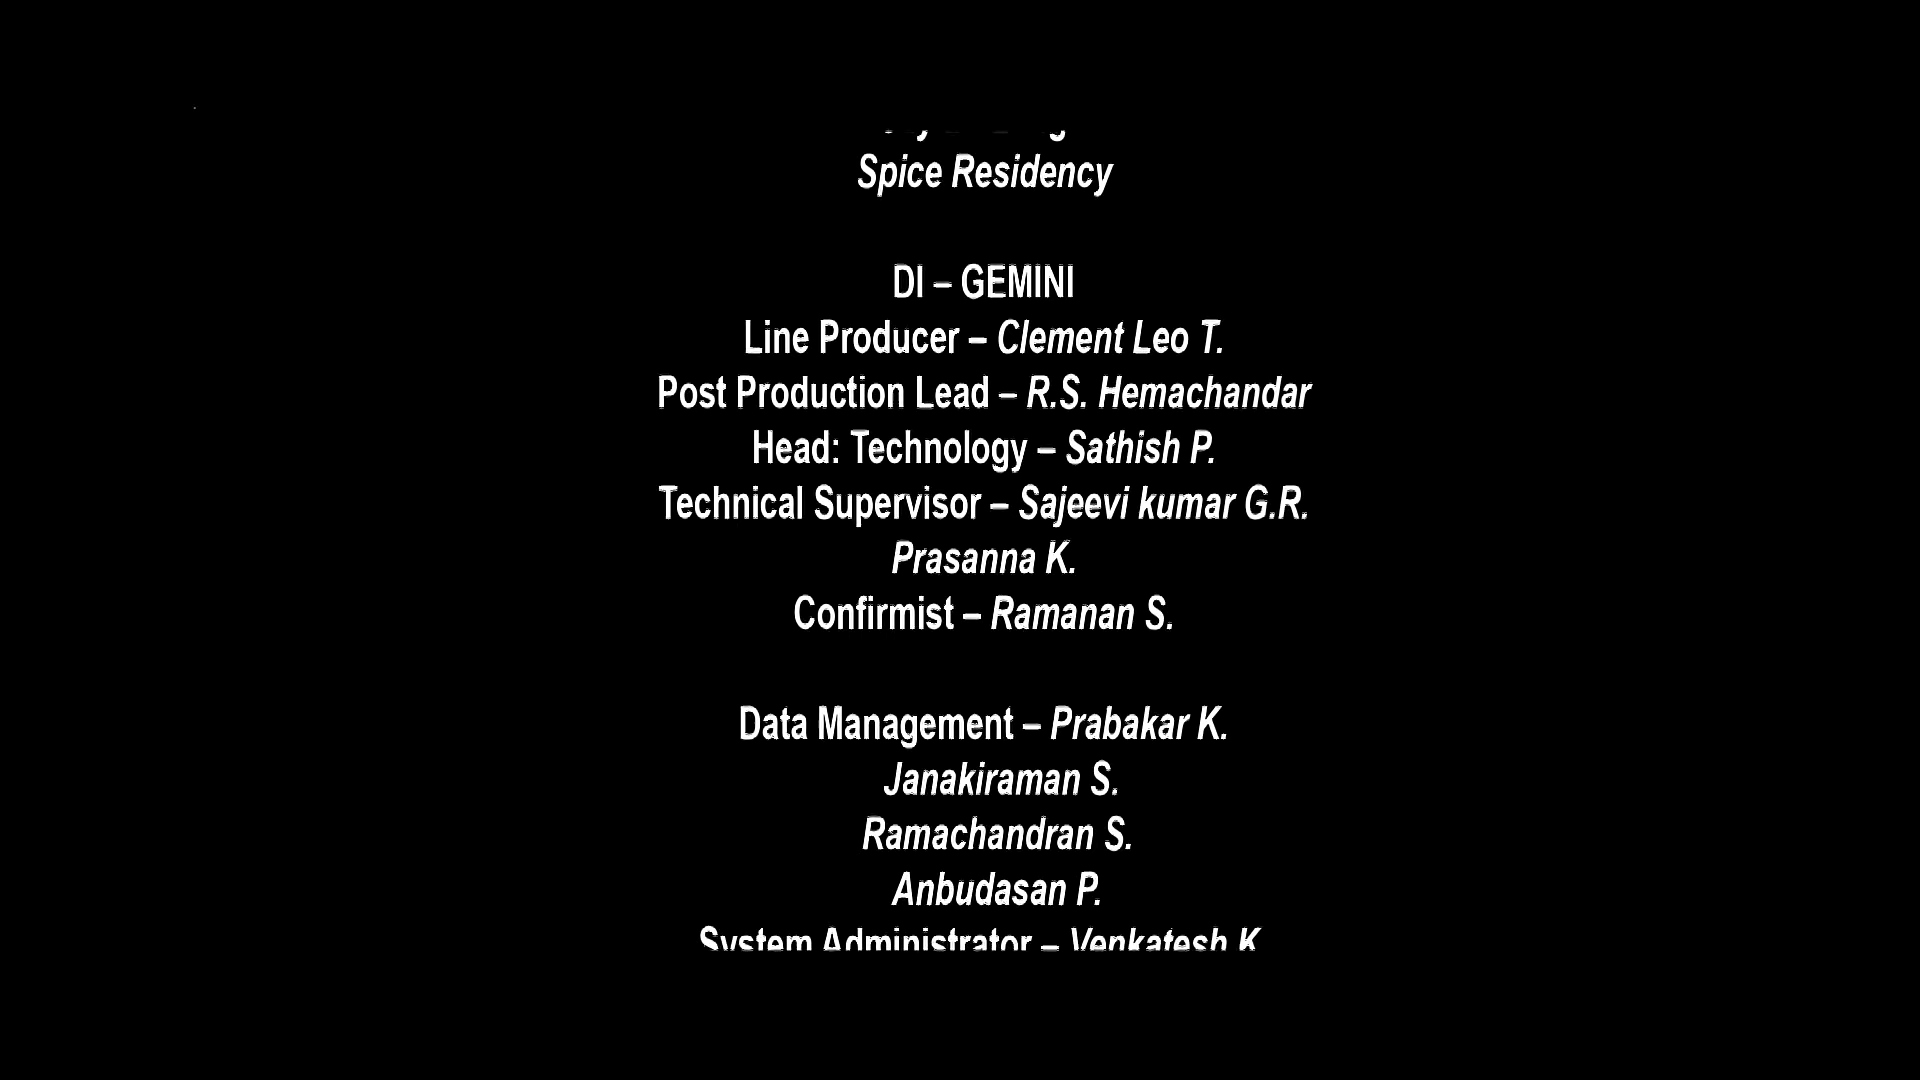 Spice Residency
DI – GEMINI
Line Producer – Clement Leo T.
Post Production Lead – R.S. Hemachandar
Head: Technology – Sathish P.
Technical Supervisor – Sajeevi kumar G.R.
Prasanna K.
Confirmist – Ramanan S.
Data Management – Prabakar K.
Janakiraman S.
Ramachandran S.
Anbudasan P.
System Administrator – Venkatesh K